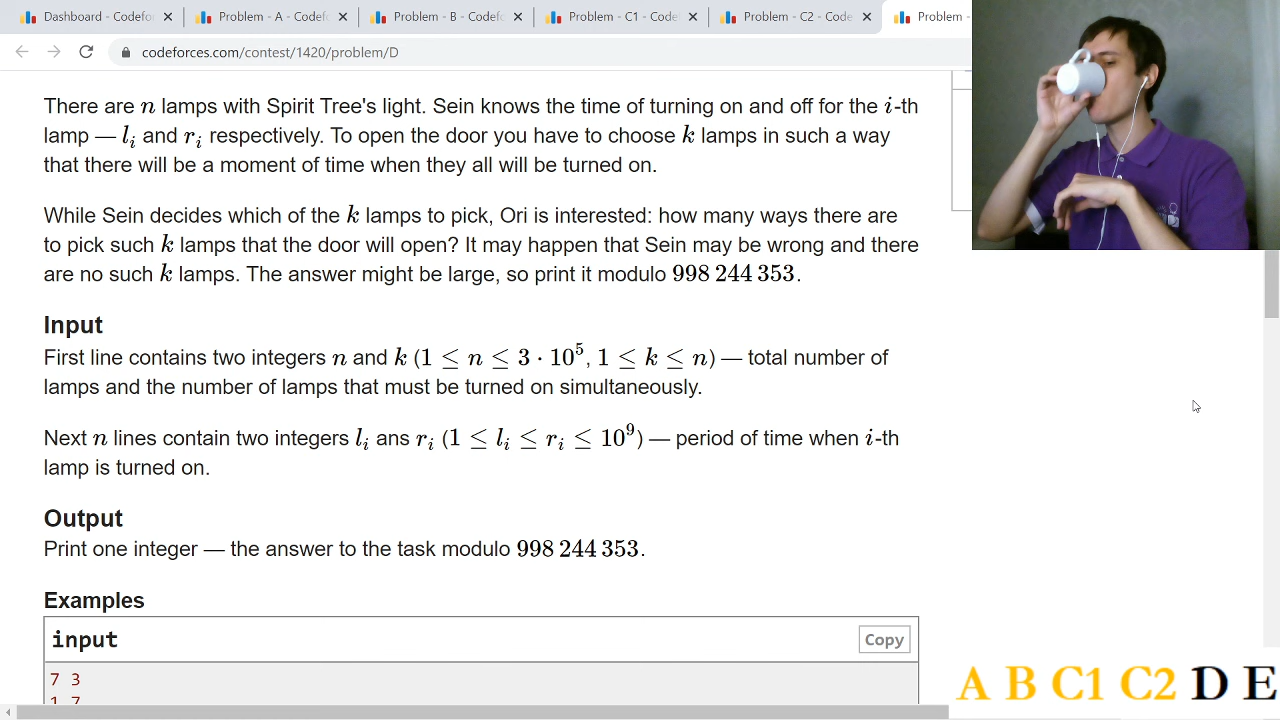 Dashboard - Codefo
Problem - A - Codef
Problem - B - Codef
Problem - C1 - Code
Problem - C2 - Code
Problem -
codeforces.com/contest/1420/problem/D
There are n lamps with Spirit Tree's light. Sein knows the time of turning on and off for the i-th
lamp — l_i and r_i respectively. To open the door you have to choose k lamps in such a way
that there will be a moment of time when they all will be turned on.
While Sein decides which of the k lamps to pick, Ori is interested: how many ways there are
to pick such k lamps that the door will open? It may happen that Sein may be wrong and there
are no such k lamps. The answer might be large, so print it modulo 998 244 353.
Input
First line contains two integers n and k (1 ≤ n ≤ 3 · 10^5, 1 ≤ k ≤ n) — total number of
lamps and the number of lamps that must be turned on simultaneously.
Next n lines contain two integers l_i ans r_i (1 ≤ l_i ≤ r_i ≤ 10^9) — period of time when i-th
lamp is turned on.
Output
Print one integer — the answer to the task modulo 998 244 353.
Examples
input
Copy
7 3
1 7
A B C1 C2 D E